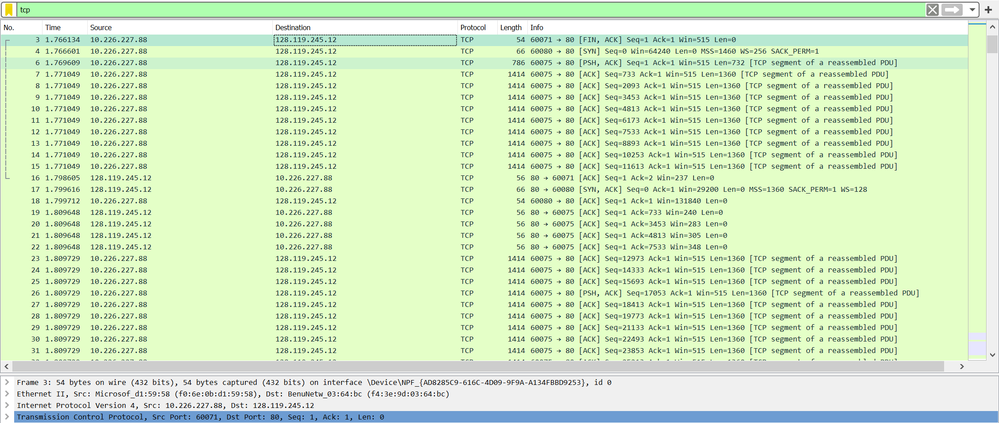 tcp
No. Time Source Destination Protocol Length Info
3 1.766134 10.226.227.88 128.119.245.12 TCP 54 60071 → 80 [FIN, ACK] Seq=1 Ack=1 Win=515 Len=0
4 1.766601 10.226.227.88 128.119.245.12 TCP 66 60080 → 80 [SYN] Seq=0 Win=64240 Len=0 MSS=1460 WS=256 SACK_PERM=1
6 1.769609 10.226.227.88 128.119.245.12 TCP 786 60075 → 80 [PSH, ACK] Seq=1 Ack=1 Win=515 Len=732 [TCP segment of a reassembled PDU]
7 1.771049 10.226.227.88 128.119.245.12 TCP 1414 60075 → 80 [ACK] Seq=733 Ack=1 Win=515 Len=1360 [TCP segment of a reassembled PDU]
8 1.771049 10.226.227.88 128.119.245.12 TCP 1414 60075 → 80 [ACK] Seq=2093 Ack=1 Win=515 Len=1360 [TCP segment of a reassembled PDU]
9 1.771049 10.226.227.88 128.119.245.12 TCP 1414 60075 → 80 [ACK] Seq=3453 Ack=1 Win=515 Len=1360 [TCP segment of a reassembled PDU]
10 1.771049 10.226.227.88 128.119.245.12 TCP 1414 60075 → 80 [ACK] Seq=4813 Ack=1 Win=515 Len=1360 [TCP segment of a reassembled PDU]
11 1.771049 10.226.227.88 128.119.245.12 TCP 1414 60075 → 80 [ACK] Seq=6173 Ack=1 Win=515 Len=1360 [TCP segment of a reassembled PDU]
12 1.771049 10.226.227.88 128.119.245.12 TCP 1414 60075 → 80 [ACK] Seq=7533 Ack=1 Win=515 Len=1360 [TCP segment of a reassembled PDU]
13 1.771049 10.226.227.88 128.119.245.12 TCP 1414 60075 → 80 [ACK] Seq=8893 Ack=1 Win=515 Len=1360 [TCP segment of a reassembled PDU]
14 1.771049 10.226.227.88 128.119.245.12 TCP 1414 60075 → 80 [ACK] Seq=10253 Ack=1 Win=515 Len=1360 [TCP segment of a reassembled PDU]
15 1.771049 10.226.227.88 128.119.245.12 TCP 1414 60075 → 80 [ACK] Seq=11613 Ack=1 Win=515 Len=1360 [TCP segment of a reassembled PDU]
16 1.798605 128.119.245.12 10.226.227.88 TCP 56 80 → 60071 [ACK] Seq=1 Ack=2 Win=237 Len=0
17 1.799616 128.119.245.12 10.226.227.88 TCP 66 80 → 60080 [SYN, ACK] Seq=0 Ack=1 Win=29200 Len=0 MSS=1360 SACK_PERM=1 WS=128
18 1.799712 10.226.227.88 128.119.245.12 TCP 54 60080 → 80 [ACK] Seq=1 Ack=1 Win=131840 Len=0
19 1.809648 128.119.245.12 10.226.227.88 TCP 56 80 → 60075 [ACK] Seq=1 Ack=733 Win=240 Len=0
20 1.809648 128.119.245.12 10.226.227.88 TCP 56 80 → 60075 [ACK] Seq=1 Ack=3453 Win=283 Len=0
21 1.809648 128.119.245.12 10.226.227.88 TCP 56 80 → 60075 [ACK] Seq=1 Ack=4813 Win=305 Len=0
22 1.809648 128.119.245.12 10.226.227.88 TCP 56 80 → 60075 [ACK] Seq=1 Ack=7533 Win=348 Len=0
23 1.809729 10.226.227.88 128.119.245.12 TCP 1414 60075 → 80 [ACK] Seq=12973 Ack=1 Win=515 Len=1360 [TCP segment of a reassembled PDU]
24 1.809729 10.226.227.88 128.119.245.12 TCP 1414 60075 → 80 [ACK] Seq=14333 Ack=1 Win=515 Len=1360 [TCP segment of a reassembled PDU]
25 1.809729 10.226.227.88 128.119.245.12 TCP 1414 60075 → 80 [ACK] Seq=15693 Ack=1 Win=515 Len=1360 [TCP segment of a reassembled PDU]
26 1.809729 10.226.227.88 128.119.245.12 TCP 1414 60075 → 80 [PSH, ACK] Seq=17053 Ack=1 Win=515 Len=1360 [TCP segment of a reassembled PDU]
27 1.809729 10.226.227.88 128.119.245.12 TCP 1414 60075 → 80 [ACK] Seq=18413 Ack=1 Win=515 Len=1360 [TCP segment of a reassembled PDU]
28 1.809729 10.226.227.88 128.119.245.12 TCP 1414 60075 → 80 [ACK] Seq=19773 Ack=1 Win=515 Len=1360 [TCP segment of a reassembled PDU]
29 1.809729 10.226.227.88 128.119.245.12 TCP 1414 60075 → 80 [ACK] Seq=21133 Ack=1 Win=515 Len=1360 [TCP segment of a reassembled PDU]
30 1.809729 10.226.227.88 128.119.245.12 TCP 1414 60075 → 80 [ACK] Seq=22493 Ack=1 Win=515 Len=1360 [TCP segment of a reassembled PDU]
31 1.809729 10.226.227.88 128.119.245.12 TCP 1414 60075 → 80 [ACK] Seq=23853 Ack=1 Win=515 Len=1360 [TCP segment of a reassembled PDU]
Frame 3: 54 bytes on wire (432 bits), 54 bytes captured (432 bits) on interface \Device\NPF_{AD8285C9-616C-4D09-9F9A-A134FBBD9253}, id 0
Ethernet II, Src: Microsof_d1:59:58 (f0:6e:0b:d1:59:58), Dst: BenuNetw_03:64:bc (f4:3e:9d:03:64:bc)
Internet Protocol Version 4, Src: 10.226.227.88, Dst: 128.119.245.12
Transmission Control Protocol, Src Port: 60071, Dst Port: 80, Seq: 1, Ack: 1, Len: 0